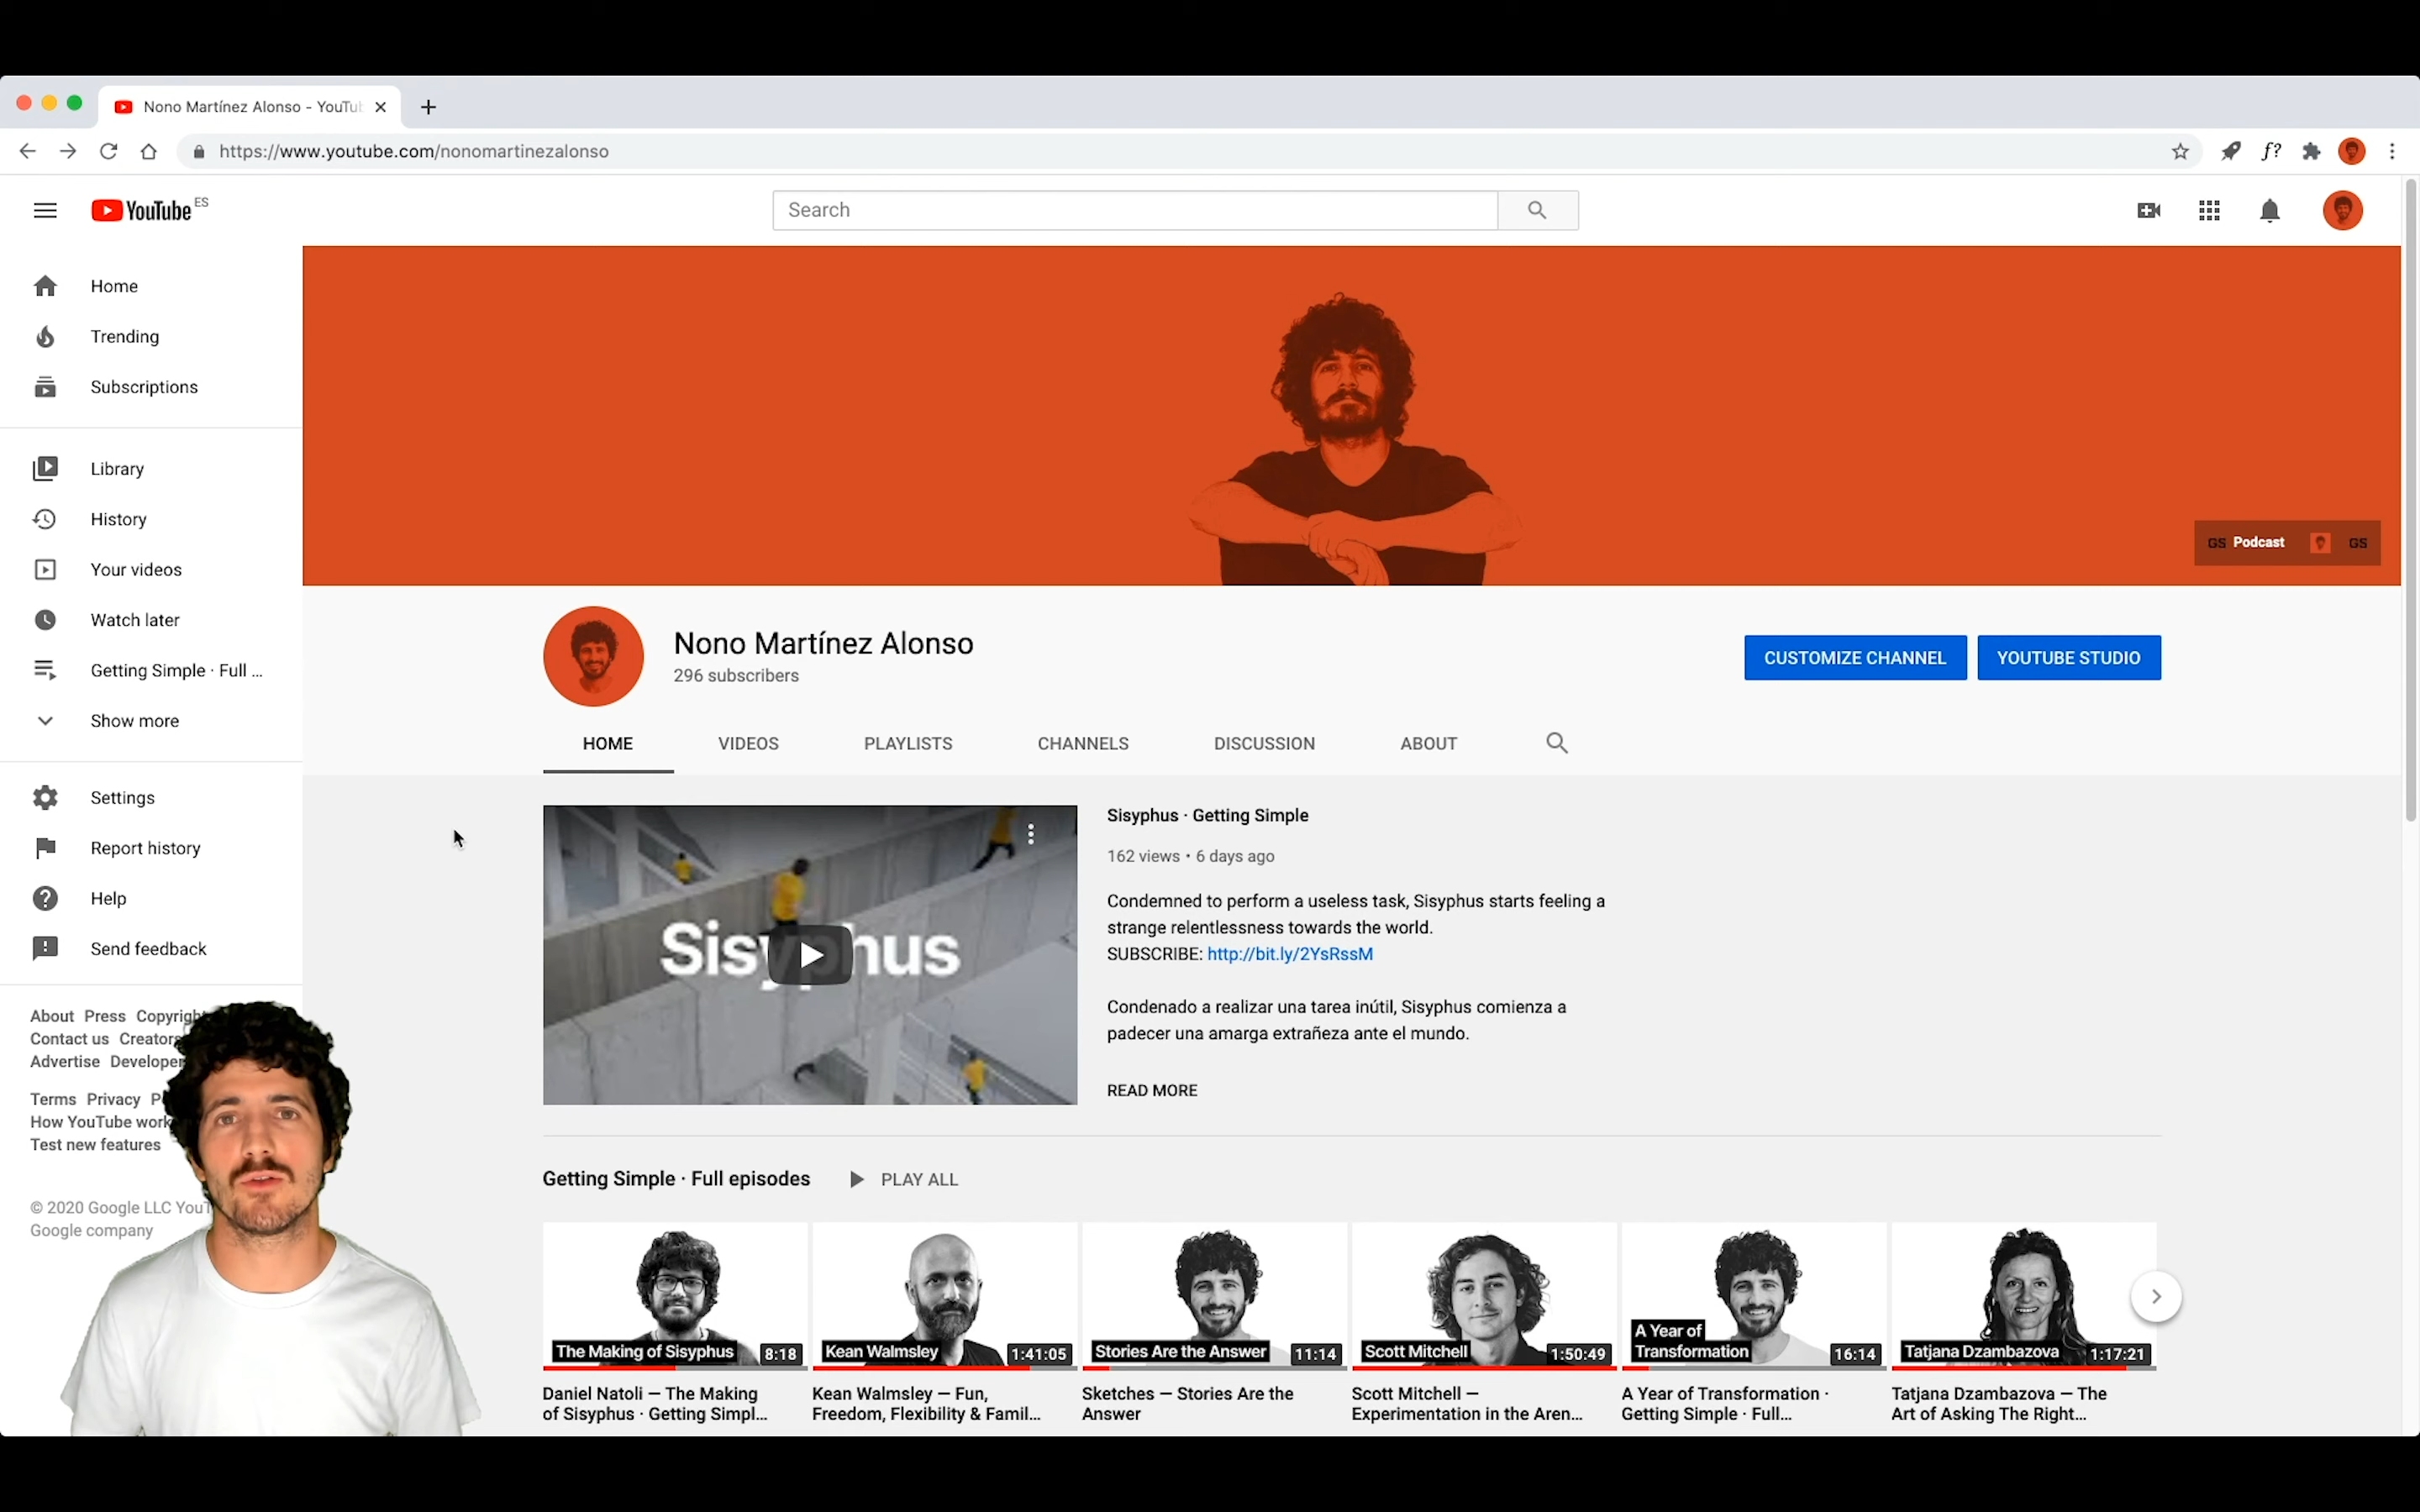 Nono Martínez Alonso - YouTu
https://www.youtube.com/nonomartinezalonso
f?
YouTube ES
Search
Home
Trending
Subscriptions
Library
History
Your videos
Watch later
Getting Simple · Full ...
Show more
Settings
Report history
Help
Send feedback
About Press Copyright
Contact us Creators
Advertise Developer
Terms Privacy P
How YouTube work
Test new features
© 2020 Google LLC YouT
Google company
GS Podcast GS
Nono Martínez Alonso
296 subscribers
CUSTOMIZE CHANNEL
YOUTUBE STUDIO
HOME VIDEOS PLAYLISTS CHANNELS DISCUSSION ABOUT
Sisyphus
Sisyphus · Getting Simple
162 views • 6 days ago
Condemned to perform a useless task, Sisyphus starts feeling a
strange relentlessness towards the world.
SUBSCRIBE: http://bit.ly/2YsRssM
Condenado a realizar una tarea inútil, Sisyphus comienza a
padecer una amarga extrañeza ante el mundo.
READ MORE
Getting Simple · Full episodes PLAY ALL
The Making of Sisyphus 8:18
Daniel Natoli — The Making
of Sisyphus · Getting Simpl...
Kean Walmsley 1:41:05
Kean Walmsley — Fun,
Freedom, Flexibility & Famil...
Stories Are the Answer 11:14
Sketches — Stories Are the
Answer
Scott Mitchell 1:50:49
Scott Mitchell —
Experimentation in the Aren...
A Year of
Transformation 16:14
A Year of Transformation ·
Getting Simple · Full...
Tatjana Dzambazova 1:17:21
Tatjana Dzambazova — The
Art of Asking The Right...